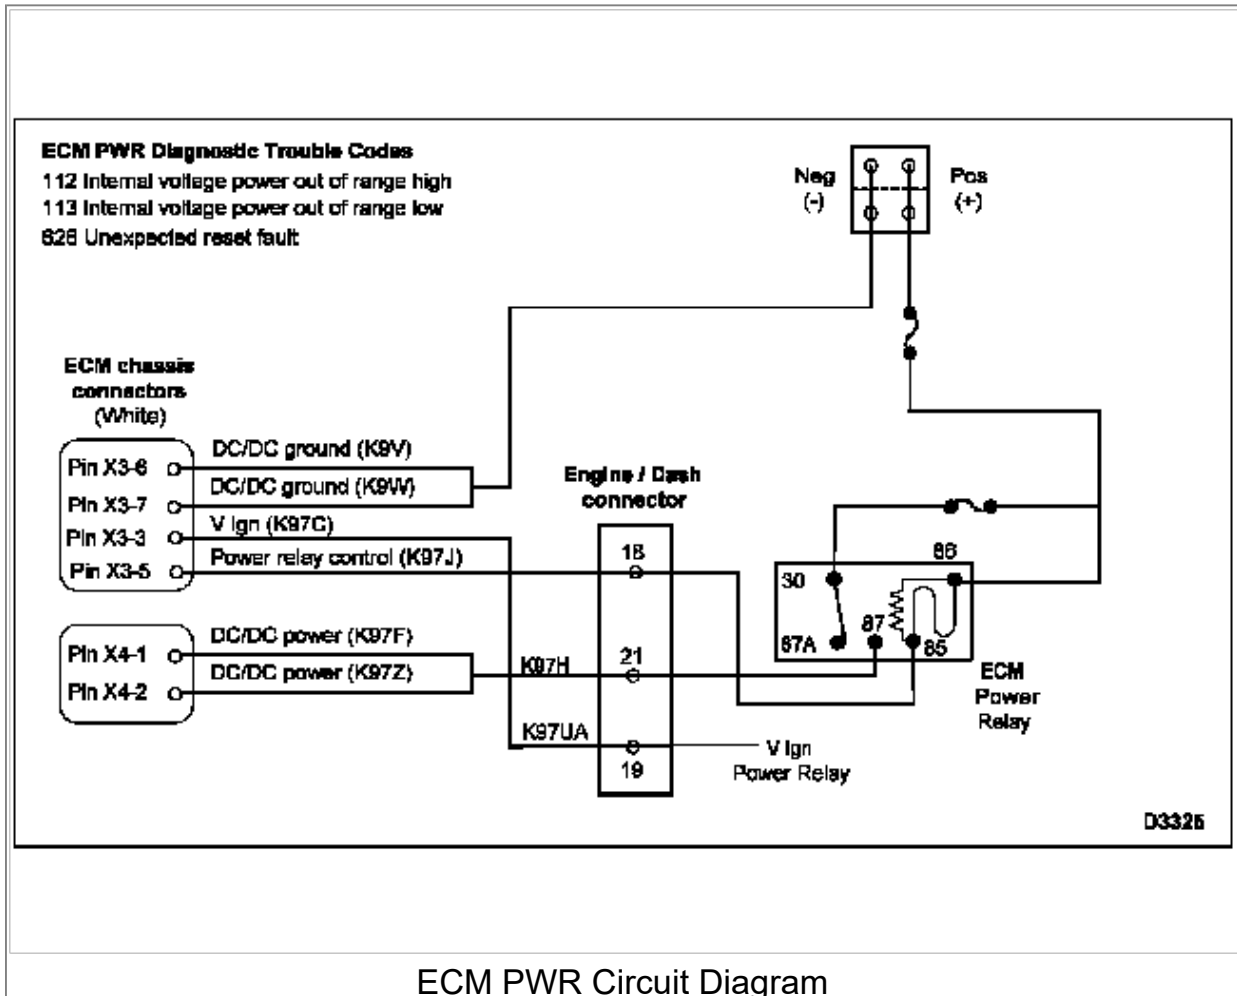 ECM PWR Diagnostic Trouble Codes
112 Internal voltage power out of range high
113 Internal voltage power out of range low
626 Unexpected reset fault
Neg
(-)
Pos
(+)
ECM chassis
connectors
(White)
Pin X3-6
DC/DC ground (K9V)
Pin X3-7
DC/DC ground (K9W)
Pin X3-3
V Ign (K97C)
Pin X3-5
Power relay control (K97J)
Pin X4-1
DC/DC power (K97F)
Pin X4-2
DC/DC power (K97Z)
Engine / Dash
connector
18
K97H
21
K97UA
19
V Ign
Power Relay
86
30
87
87A
85
ECM
Power
Relay
D3325
ECM PWR Circuit Diagram